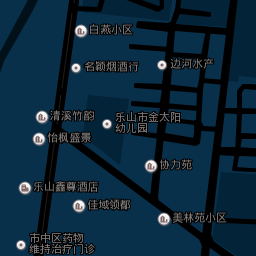 白燕小区
名颖烟酒行
边河水产
清溪竹韵
乐山市金太阳
幼儿园
怡枫盛景
协力苑
乐山鑫尊酒店
佳域领都
美林苑小区
市中区药物
维持治疗门诊